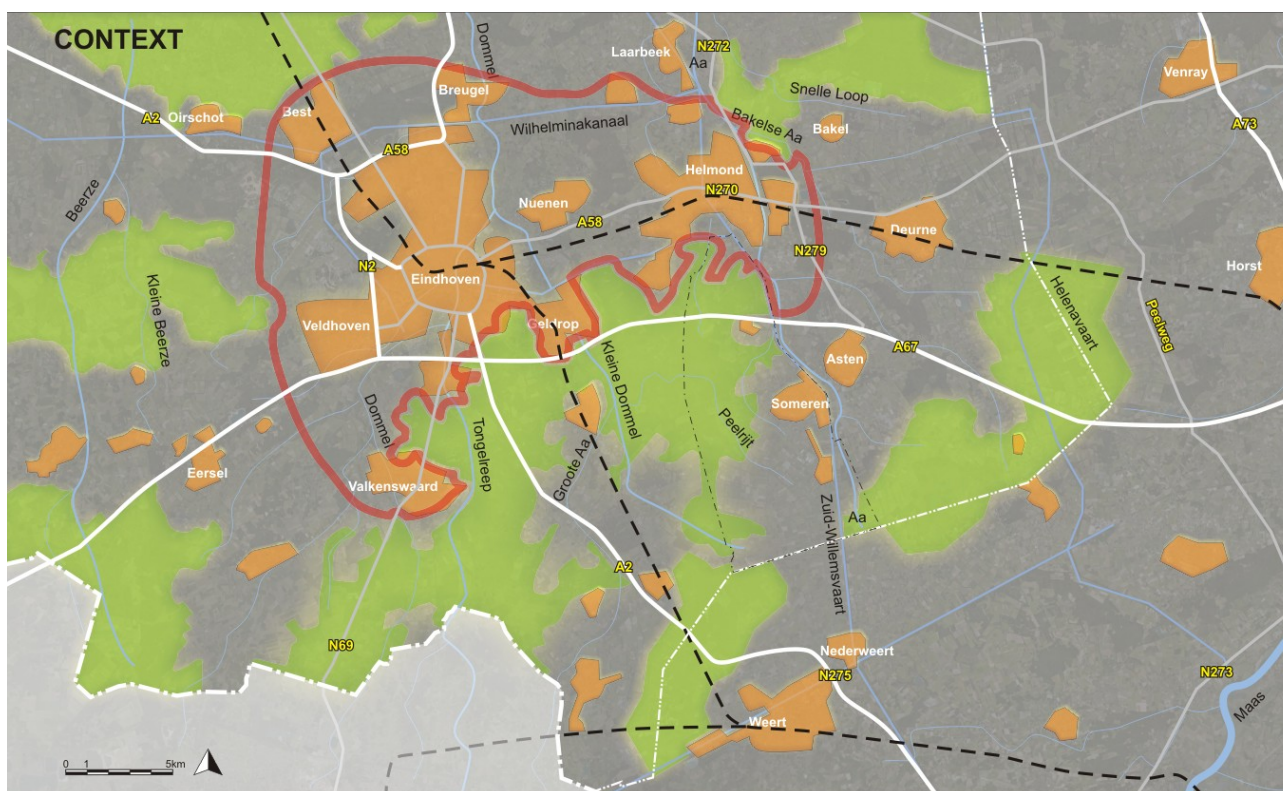 CONTEXT
Dommel
Laarbeek
N272
Aa
Venray
Breugel
Snelle Loop
Best
A2
Oirschot
Wilhelminakanaal
Bakelse Aa
Bakel
A73
A58
Helmond
Beerze
N270
Nuenen
A58
Deurne
N279
N2
Eindhoven
Horst
Helenavaart
Kleine Beerze
Veldhoven
Geldrop
Peelweg
A67
Asten
Kleine Dommel
Someren
Dommel
Tongelreep
Peelrijt
Groote Aa
Eersel
Valkenswaard
Zuid-Willemsvaart
Aa
A2
N69
Nederweert
N275
N273
Weert
Maas
0 1 5km